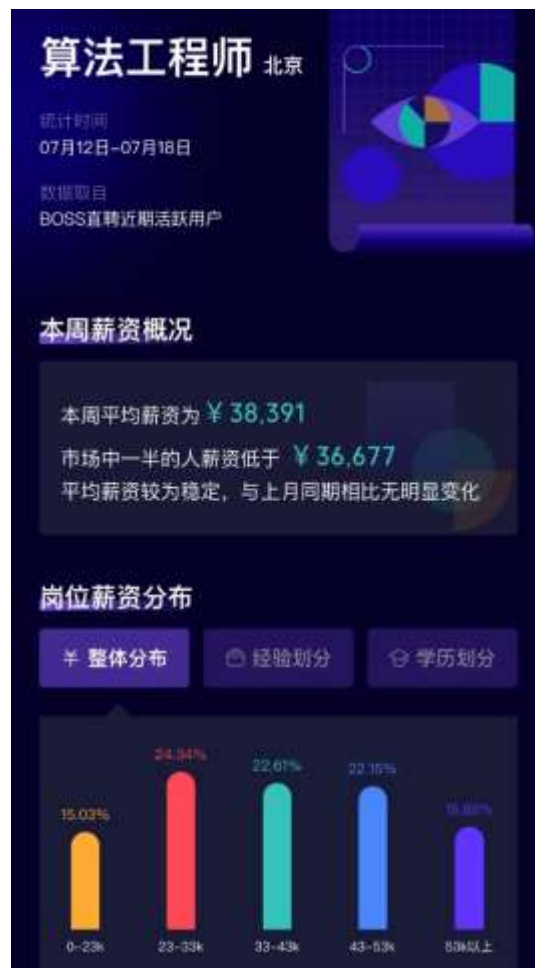 算法工程师 北京
统计时间
07月12日-07月18日
数据取自
BOSS直聘近期活跃用户
本周薪资概况
本周平均薪资为 ¥ 38,391
市场中一半的人薪资低于 ¥ 36,677
平均薪资较为稳定，与上月同期相比无明显变化
岗位薪资分布
¥ 整体分布 经验划分 学历划分
24.34%
22.61% 22.15%
15.03%
0-23k 23-33k 33-43k 43-53k 53k以上